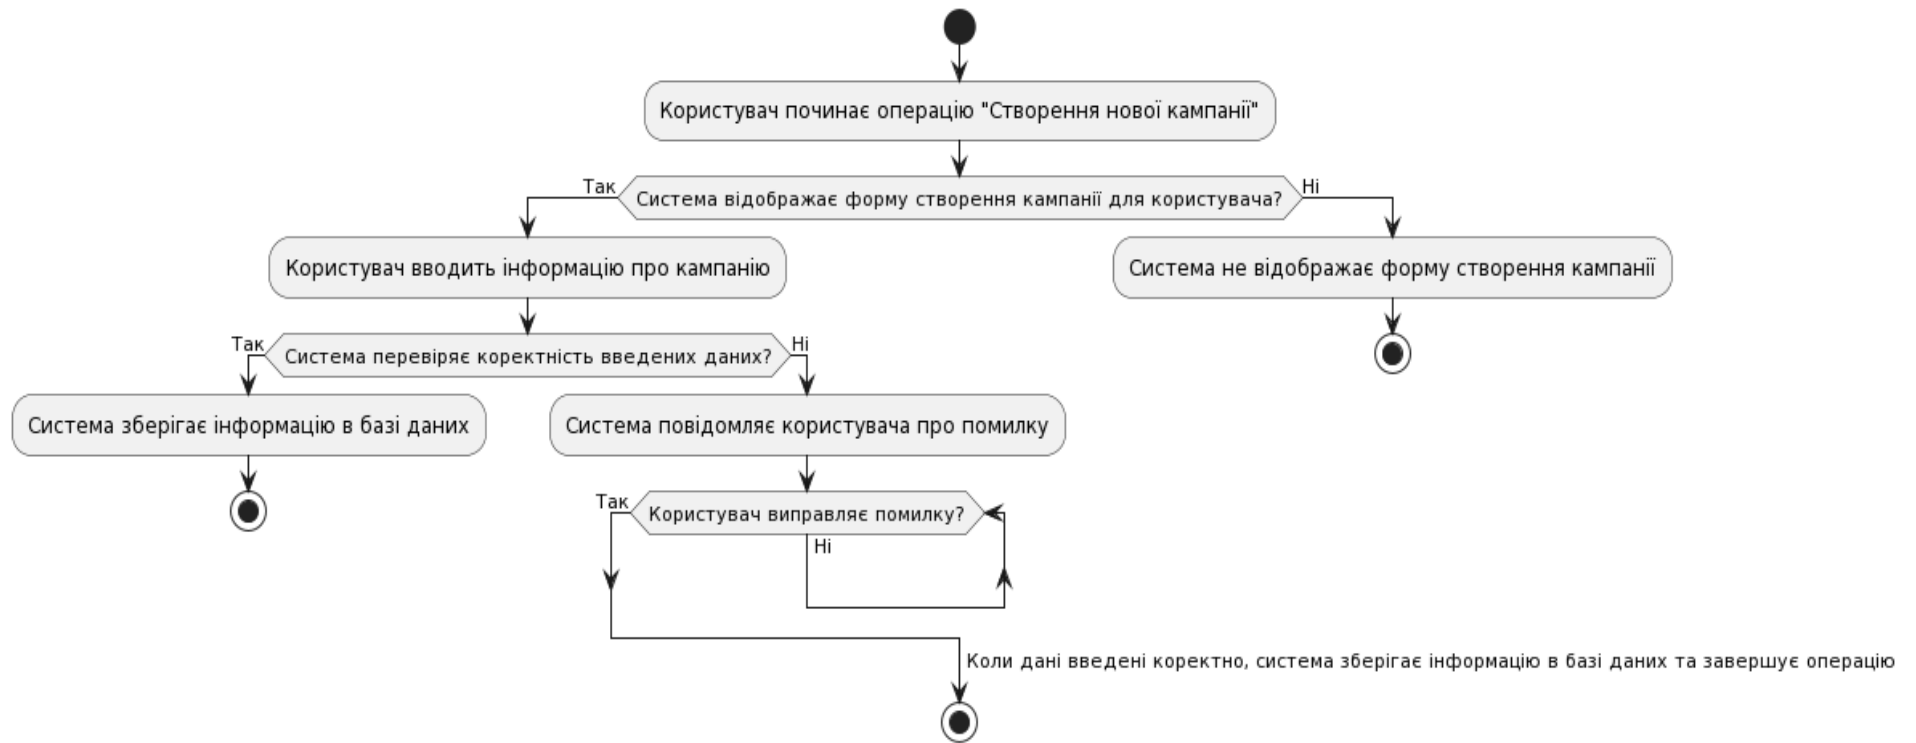 Користувач починає операцію "Створення нової кампанії"
Так
Система відображає форму створення кампанії для користувача?
Ні
Користувач вводить інформацію про кампанію
Система не відображає форму створення кампанії
Так
Система перевіряє коректність введених даних?
Ні
Система зберігає інформацію в базі даних
Система повідомляє користувача про помилку
Так
Користувач виправляє помилку?
Ні
Коли дані введені коректно, система зберігає інформацію в базі даних та завершує операцію